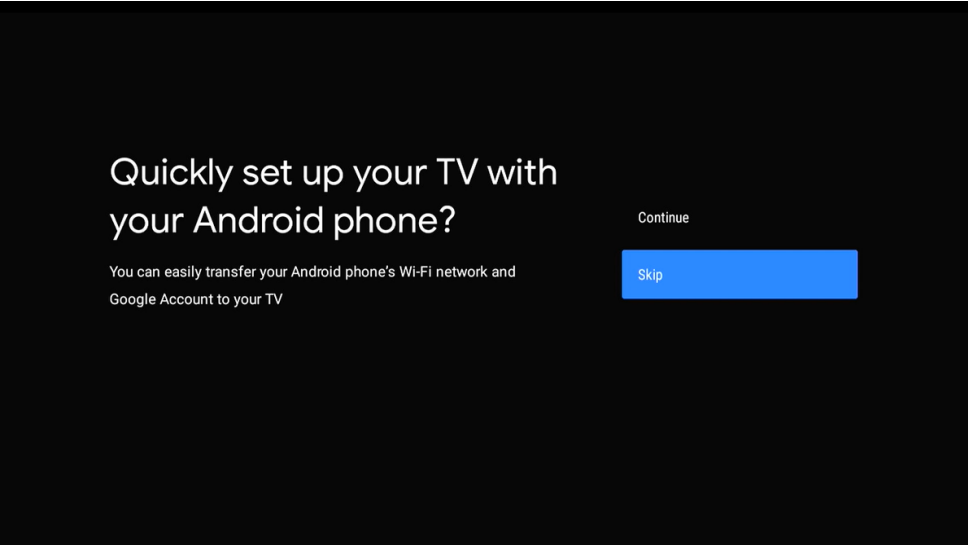 Quickly set up your TV with
your Android phone?
You can easily transfer your Android phone's Wi-Fi network and
Google Account to your TV
Continue
Skip